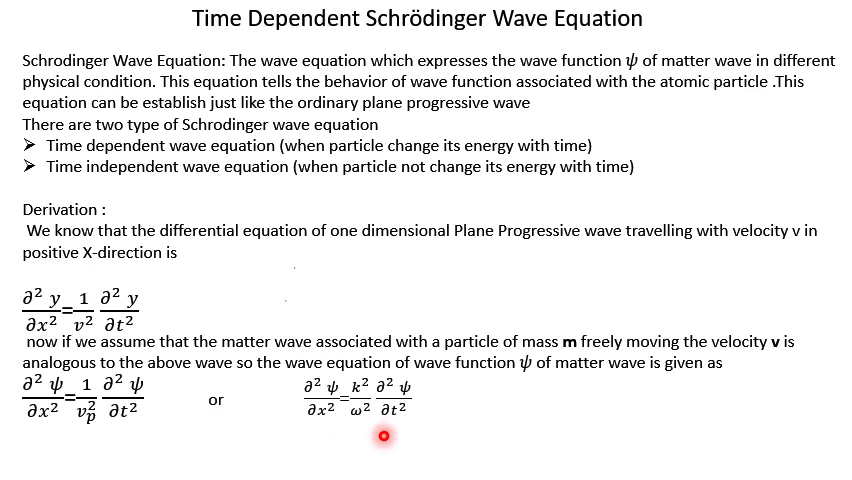 Time Dependent Schrödinger Wave Equation
Schrodinger Wave Equation: The wave equation which expresses the wave function ψ of matter wave in different
physical condition. This equation tells the behavior of wave function associated with the atomic particle .This
equation can be establish just like the ordinary plane progressive wave
There are two type of Schrodinger wave equation
➢ Time dependent wave equation (when particle change its energy with time)
➢ Time independent wave equation (when particle not change its energy with time)
Derivation :
We know that the differential equation of one dimensional Plane Progressive wave travelling with velocity v in
positive X-direction is
∂² y/∂x² = 1/v² ∂² y/∂t²
now if we assume that the matter wave associated with a particle of mass m freely moving the velocity v is
analogous to the above wave so the wave equation of wave function ψ of matter wave is given as
∂² ψ/∂x² = 1/v_p² ∂² ψ/∂t² or ∂² ψ/∂x² = k²/ω² ∂² ψ/∂t²